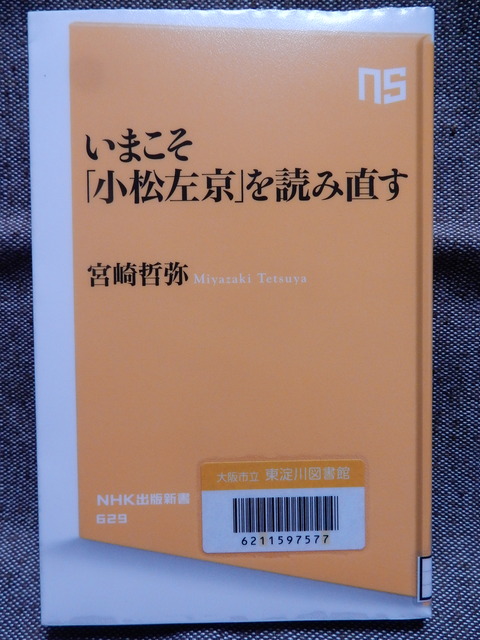 ns
いまこそ
「小松左京」を読み直す
宮崎哲弥 Miyazaki Tetsuya
大阪市立 東淀川図書館
6211597577
NHK出版新書
629